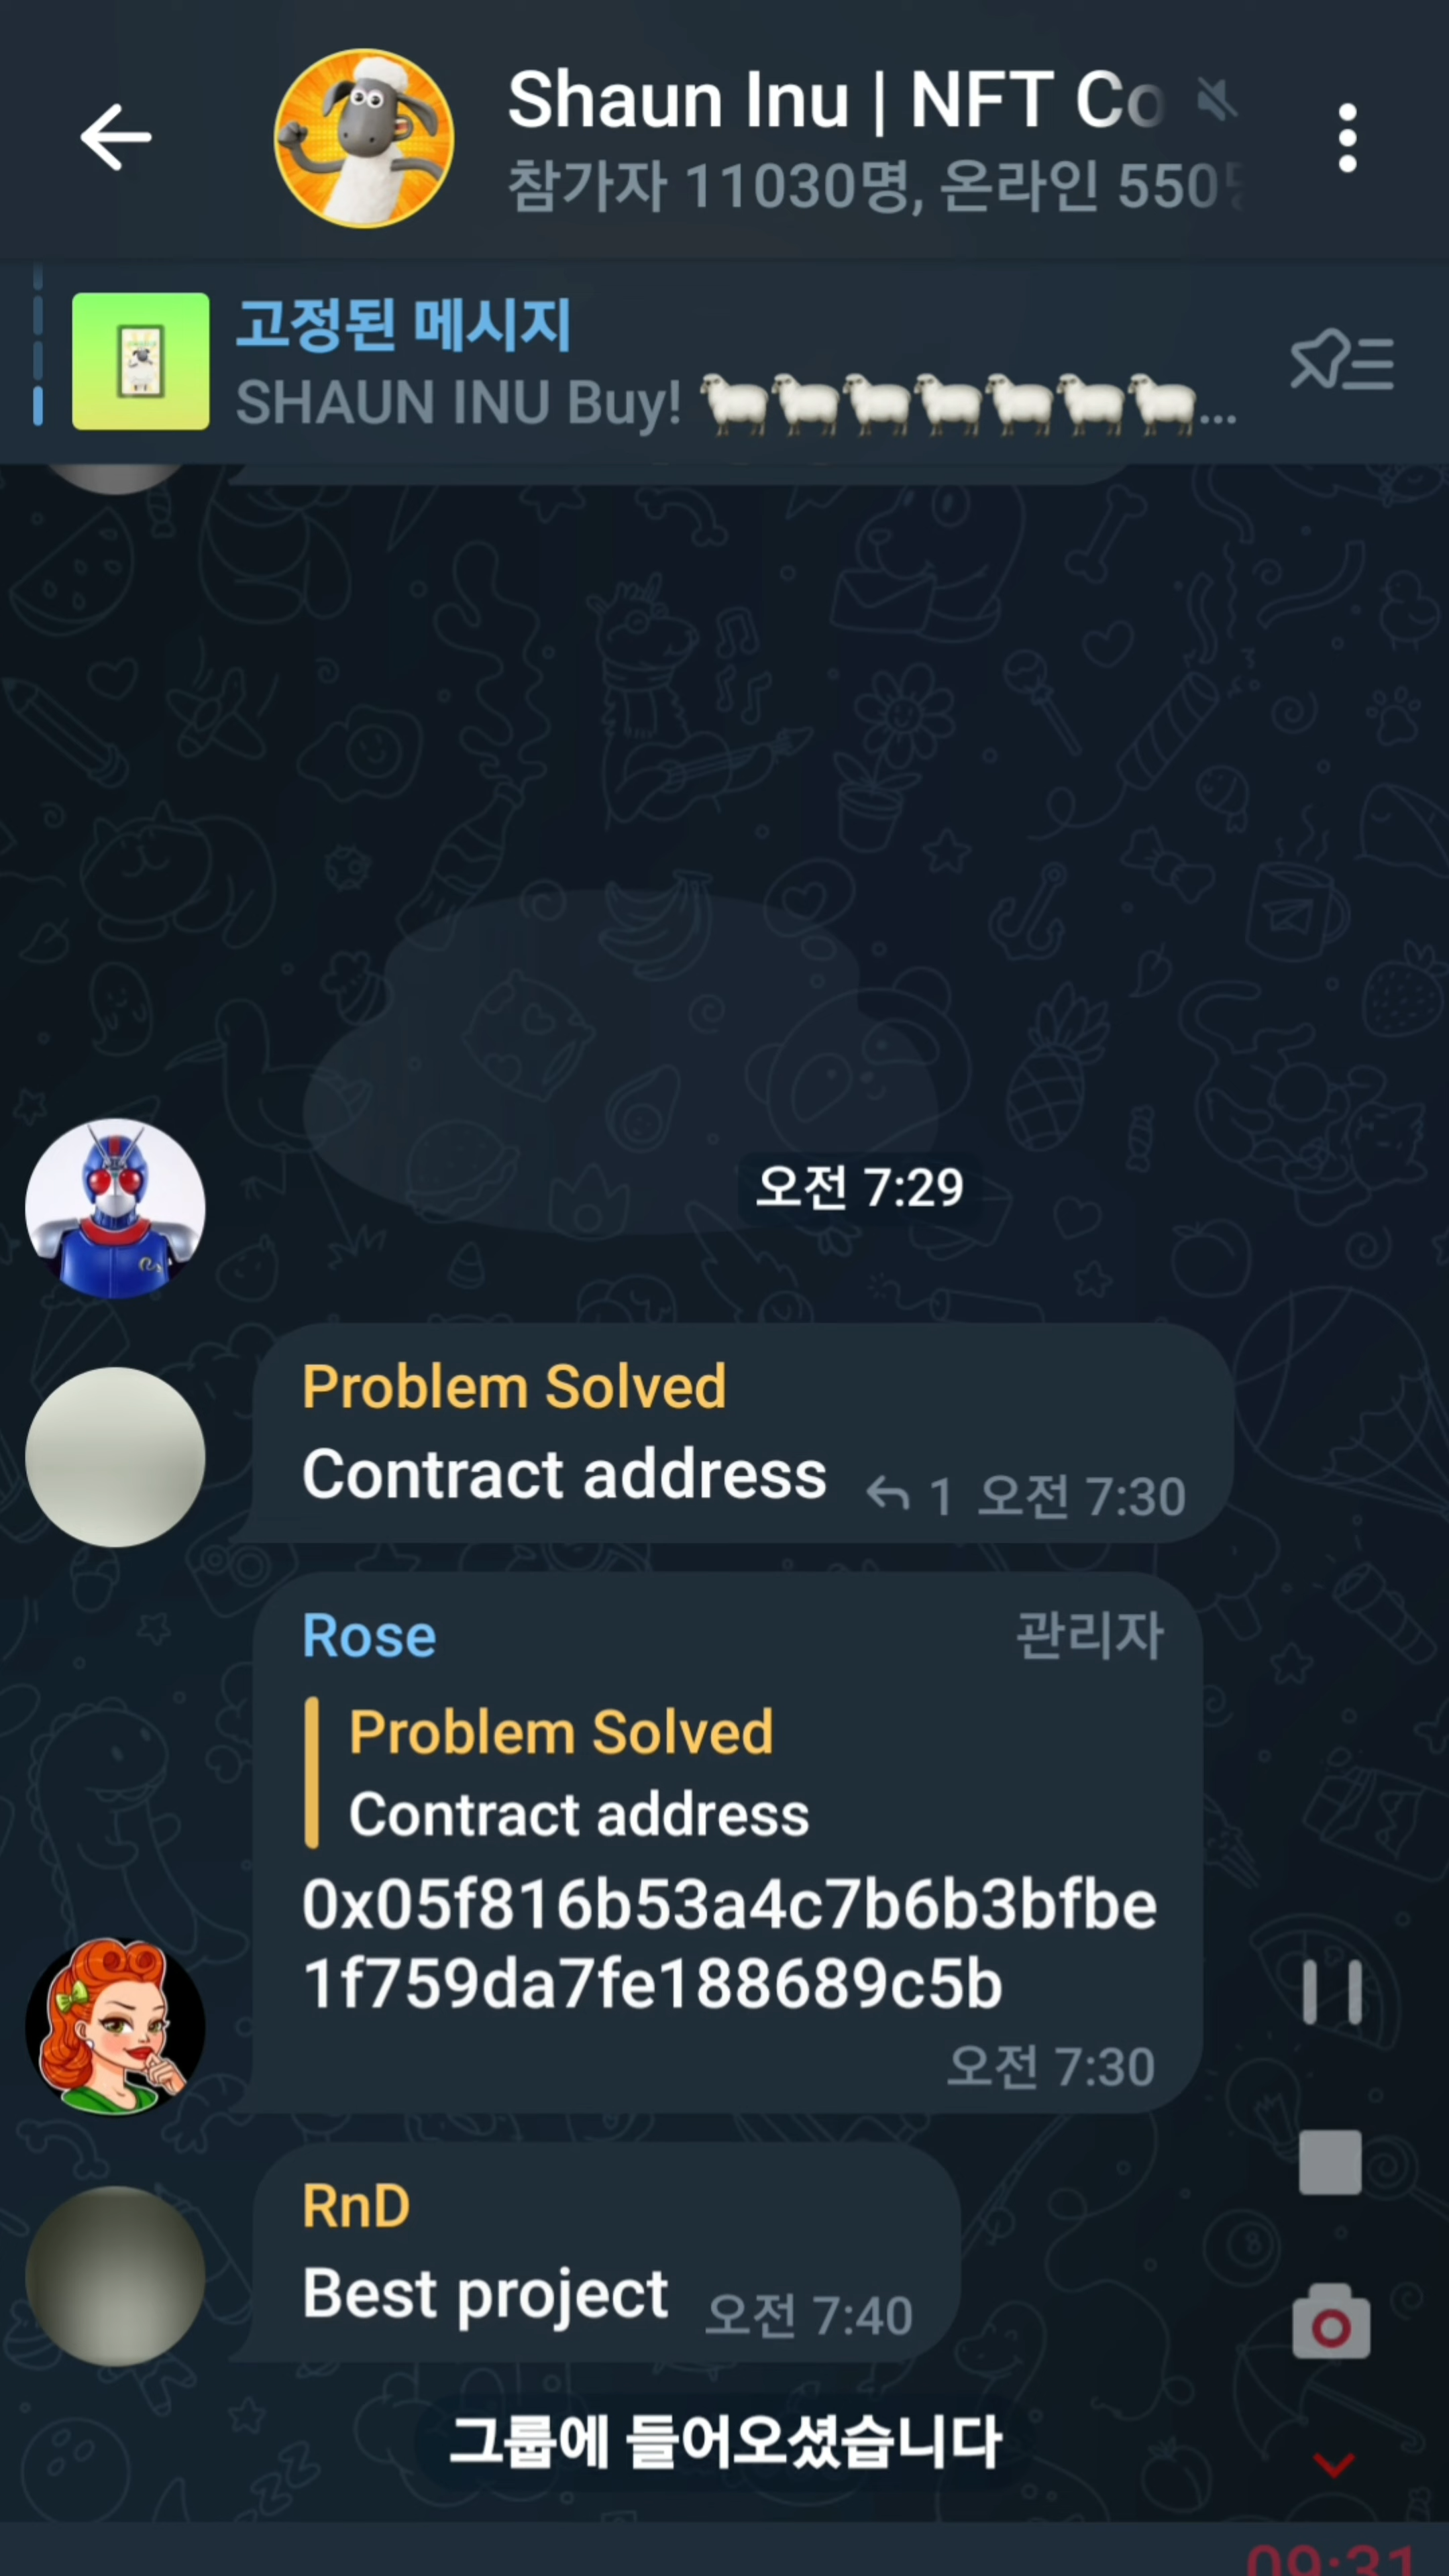 Shaun Inu | NFT Co
참가자 11030명, 온라인 550
고정된 메시지
SHAUN INU Buy! 🐑🐑🐑🐑🐑🐑🐑...
오전 7:29
Problem Solved
Contract address 1 오전 7:30
Rose 관리자
Problem Solved
Contract address
0x05f816b53a4c7b6b3bfbe
1f759da7fe188689c5b
오전 7:30
RnD
Best project 오전 7:40
그룹에 들어오셨습니다
09:31